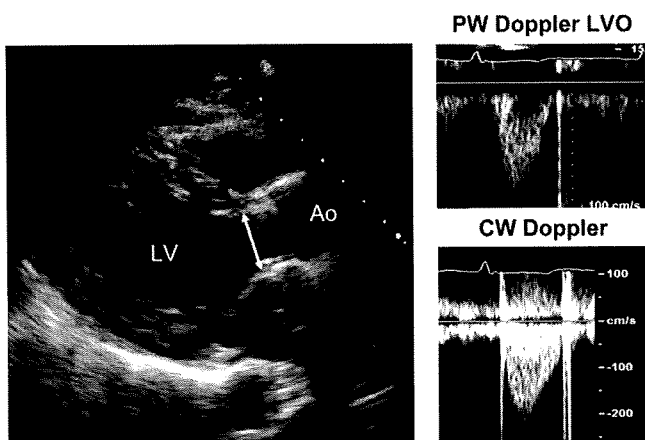 PW Doppler LVO
15
100 cm/s
LV
Ao
CW Doppler
-100
-cm/s
--100
--200